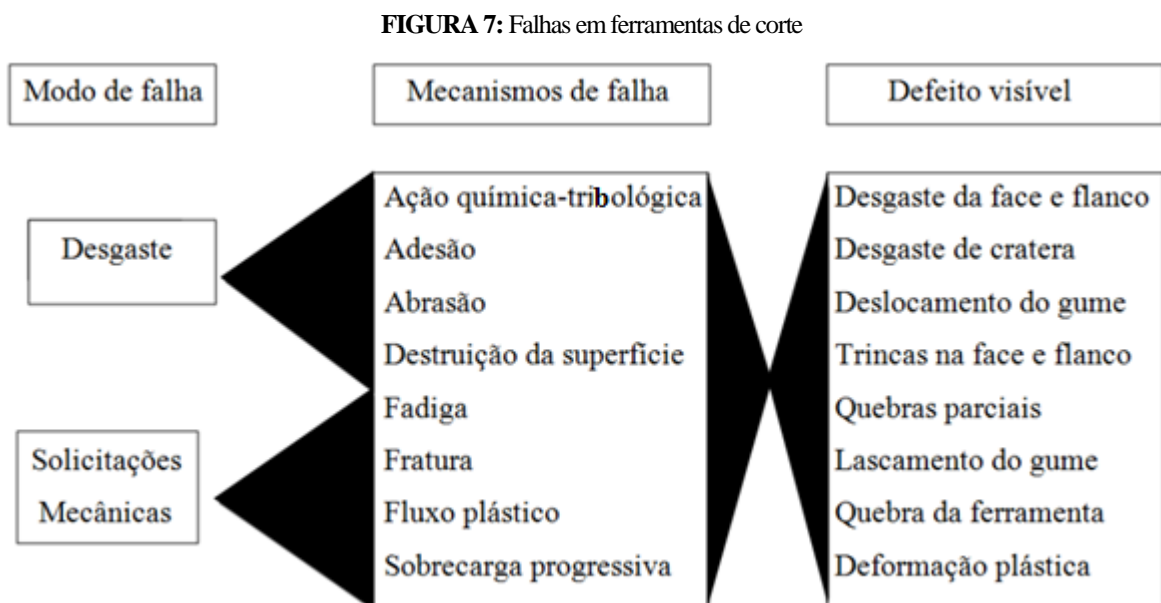 FIGURA 7: Falhas em ferramentas de corte
Modo de falha
Mecanismos de falha
Defeito visível
Desgaste
Solicitações
Mecânicas
Ação química-tribológica
Adesão
Abrasão
Destruição da superfície
Fadiga
Fratura
Fluxo plástico
Sobrecarga progressiva
Desgaste da face e flanco
Desgaste de cratera
Deslocamento do gume
Trincas na face e flanco
Quebras parciais
Lascamento do gume
Quebra da ferramenta
Deformação plástica